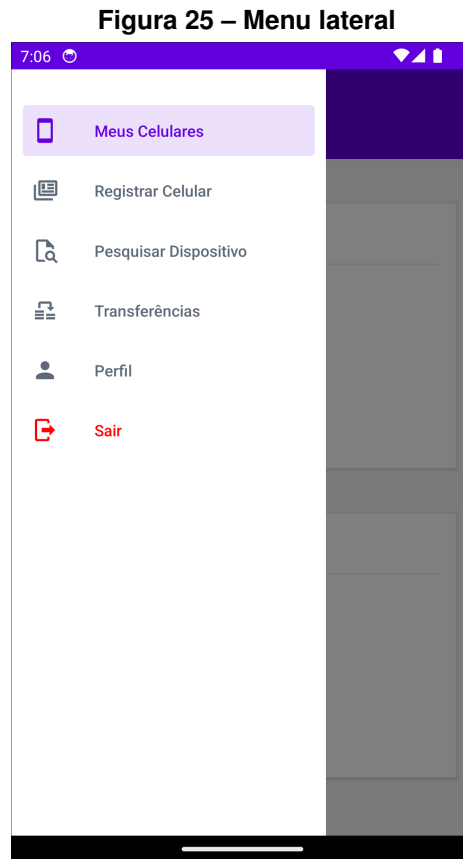 Figura 25 – Menu lateral
7:06
Meus Celulares
Registrar Celular
Pesquisar Dispositivo
Transferências
Perfil
Sair